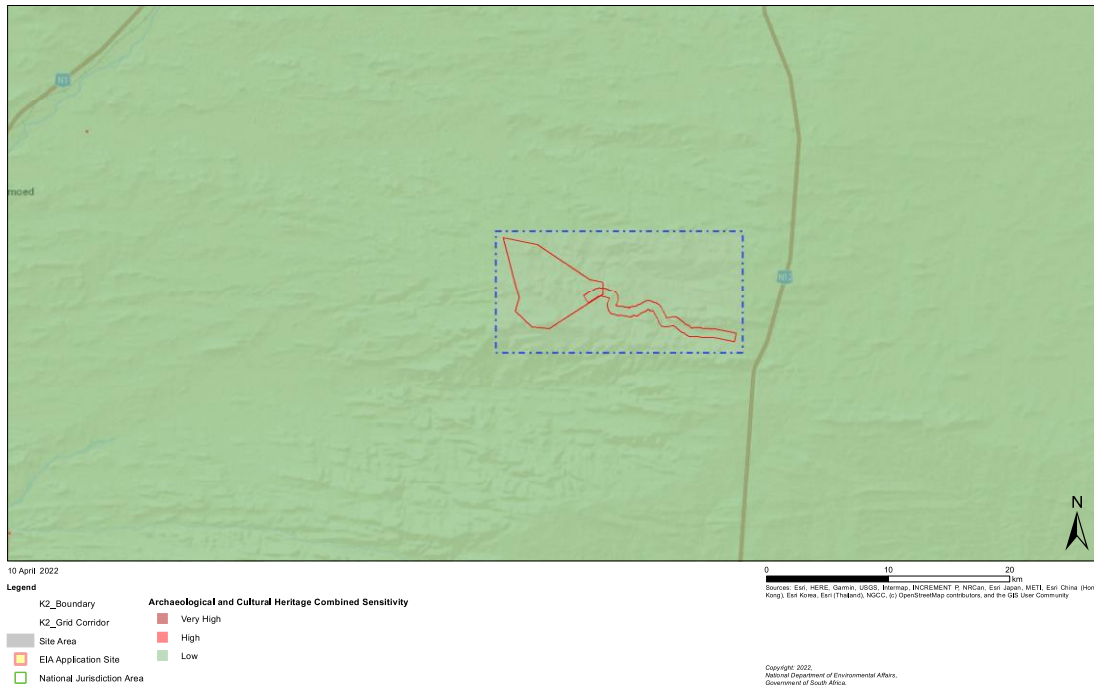 N1
moed
N12
N
10 April 2022
0 10 20
km
Sources: Esri, HERE, Garmin, USGS, Intermap, INCREMENT P, NRCan, Esri Japan, METI, Esri China (Hong
Kong), Esri Korea, Esri (Thailand), NGCC, (c) OpenStreetMap contributors, and the GIS User Community
Legend
K2_Boundary
K2_Grid Corridor
Site Area
EIA Application Site
National Jurisdiction Area
Archaeological and Cultural Heritage Combined Sensitivity
Very High
High
Low
Copyright: 2022,
National Department of Environmental Affairs,
Government of South Africa.